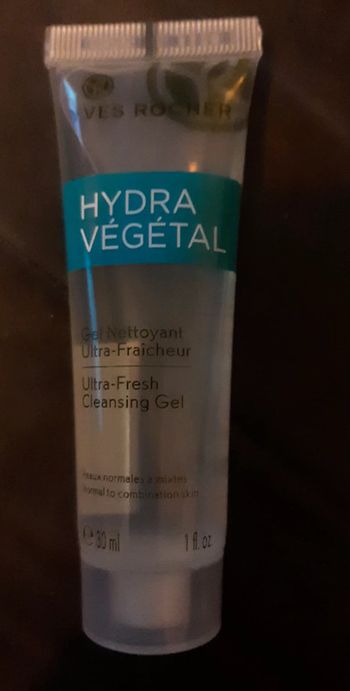 YVES ROCHER
HYDRA
VÉGÉTAL
Gel Nettoyant
Ultra-Fraîcheur
Ultra-Fresh
Cleansing Gel
Peaux normales à mixtes
Normal to combination skin
℮ 30 ml 1 fl. oz